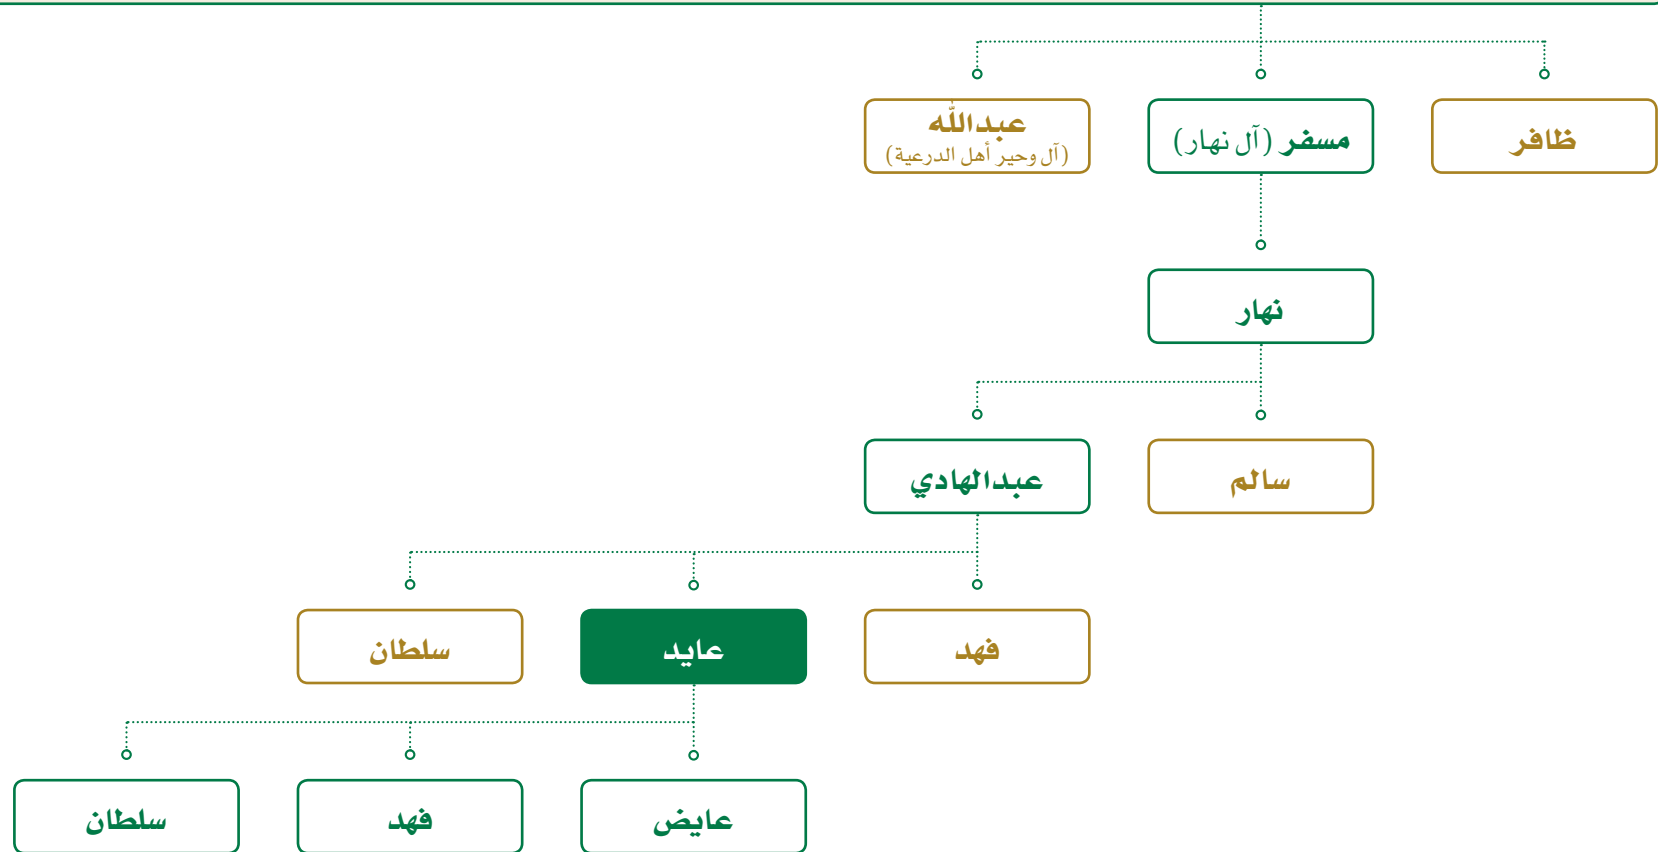 ظافر
مسفر (آل نهار)
عبدالله
(آل وحير أهل الدرعية)
نهار
سالم
عبدالهادي
فهد
عايد
سلطان
عايض
فهد
سلطان